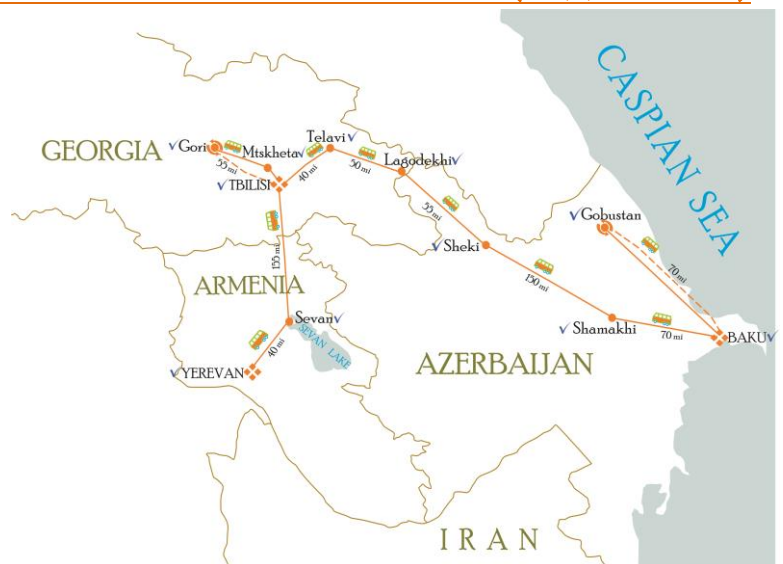 CASPIAN SEA
GEORGIA
Gori
Mtskheta
Telavi
Lagodekhi
55 mi
TBILISI
40 mi
50 mi
55 mi
Gobustan
Sheki
155 mi
70 mi
ARMENIA
150 mi
Sevan
SEVAN LAKE
Shamakhi
40 mi
70 mi
BAKU
YEREVAN
AZERBAIJAN
IRAN